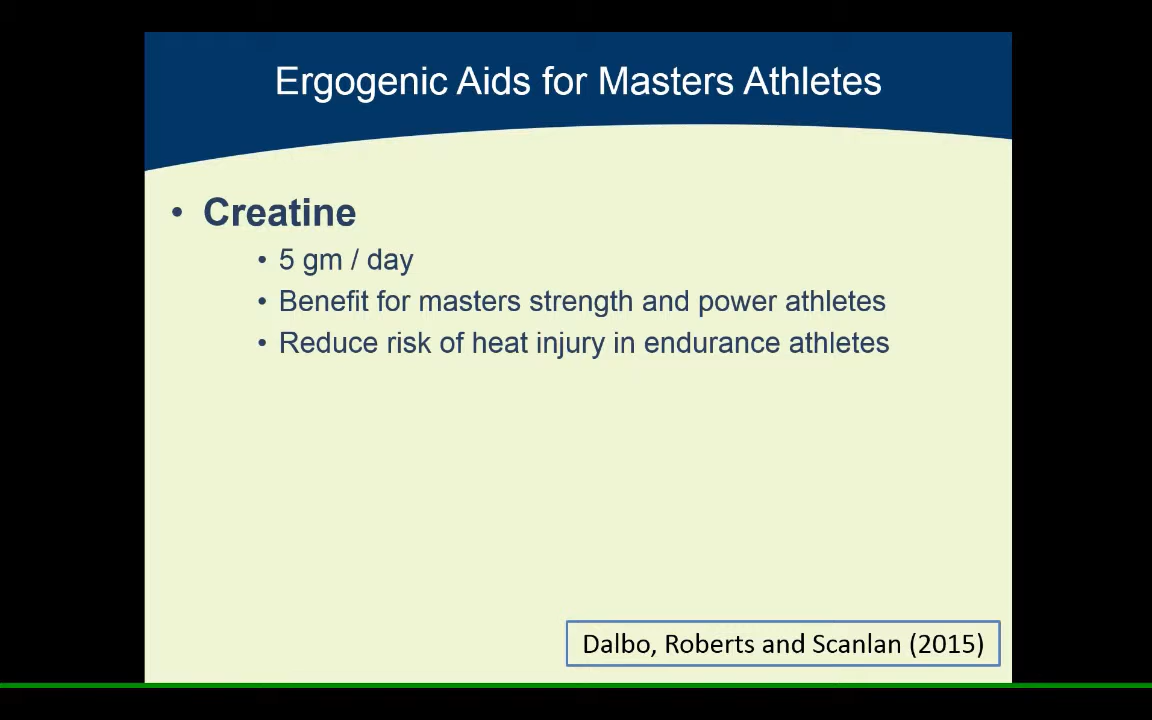 Ergogenic Aids for Masters Athletes
• Creatine
• 5 gm / day
• Benefit for masters strength and power athletes
• Reduce risk of heat injury in endurance athletes
Dalbo, Roberts and Scanlan (2015)